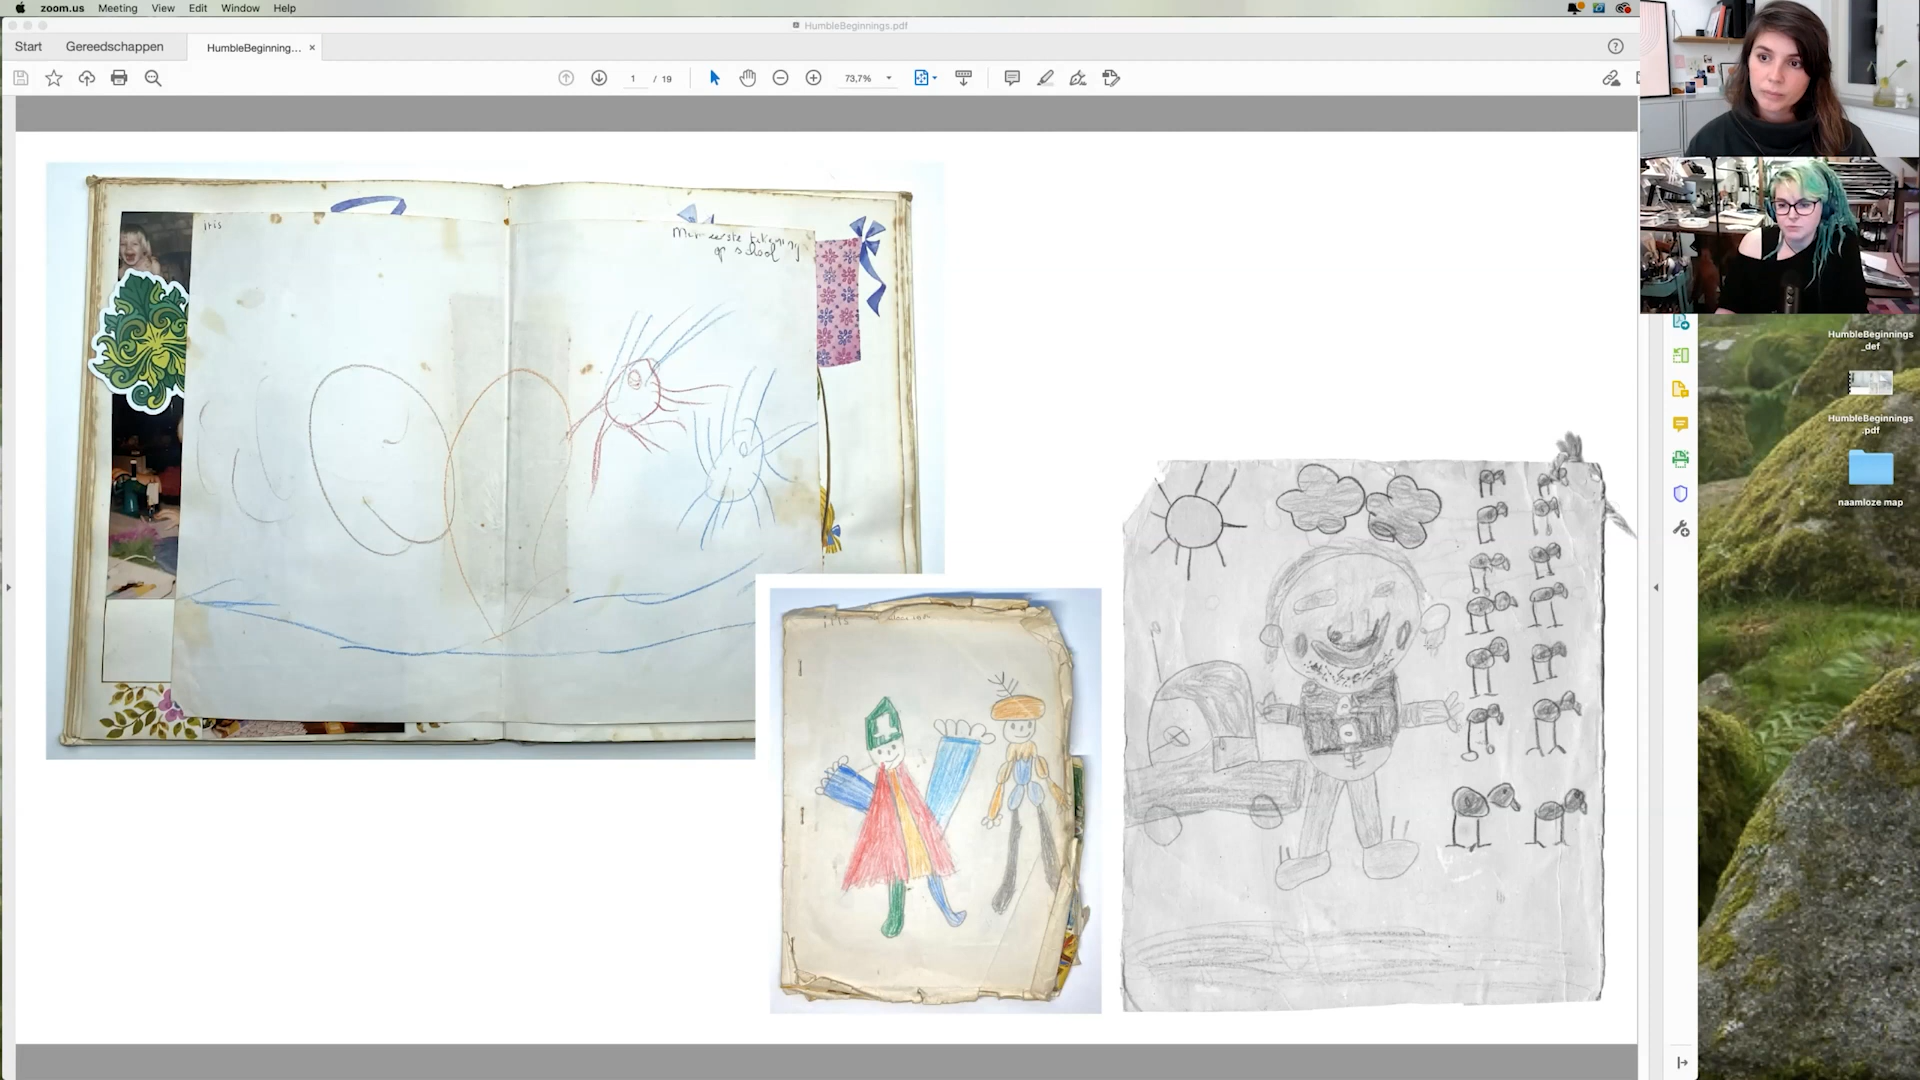 zoom.us Meeting View Edit Window Help
HumbleBeginnings.pdf
Start Gereedschappen HumbleBeginning...
1 / 19 73,7%
iris
eerste tekening
op school
iris
HumbleBeginnings
_def
HumbleBeginnings
.pdf
naamloze map